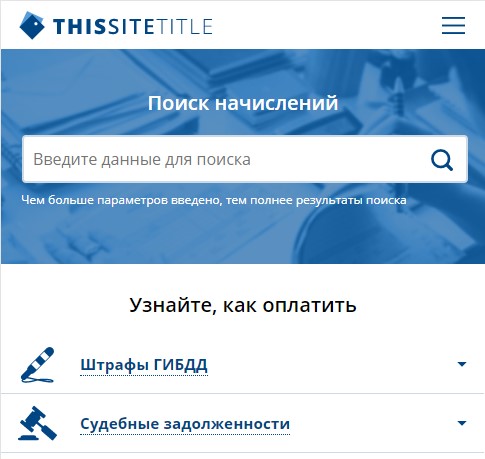 THISSITETITLE
Поиск начислений
Введите данные для поиска
Чем больше параметров введено, тем полнее результаты поиска
Узнайте, как оплатить
Штрафы ГИБДД
Судебные задолженности